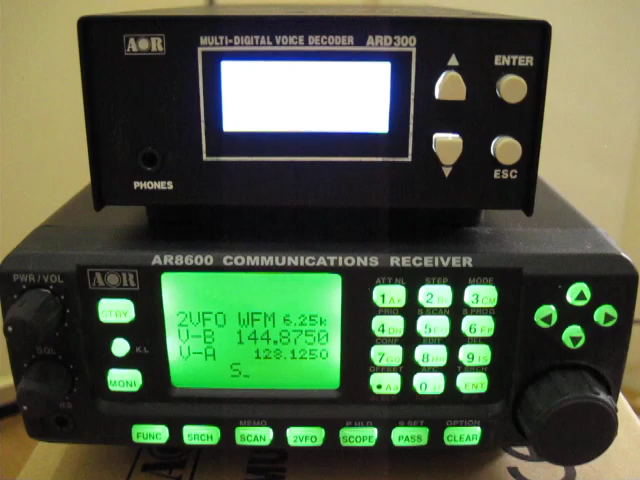 AOR
MULTI-DIGITAL VOICE DECODER ARD300
ENTER
ESC
PHONES
AR8600 COMMUNICATIONS RECEIVER
PWR/VOL
AOR
STBY
K.L
SQL
MONI
2VFO WFM 6.25k
V-B 144.8750
V-A 128.1250
S_
ATT NL STEP MODE
1 2 3
PRIO S.SCAN S.PROG
4 5 6
CONF EDIT DEL
7 8 9
OFFSET AFC T.SRCH
0 ENT
MEMO P.HLD S.SET OPTION
FUNC SRCH SCAN 2VFO SCOPE PASS CLEAR
AOR